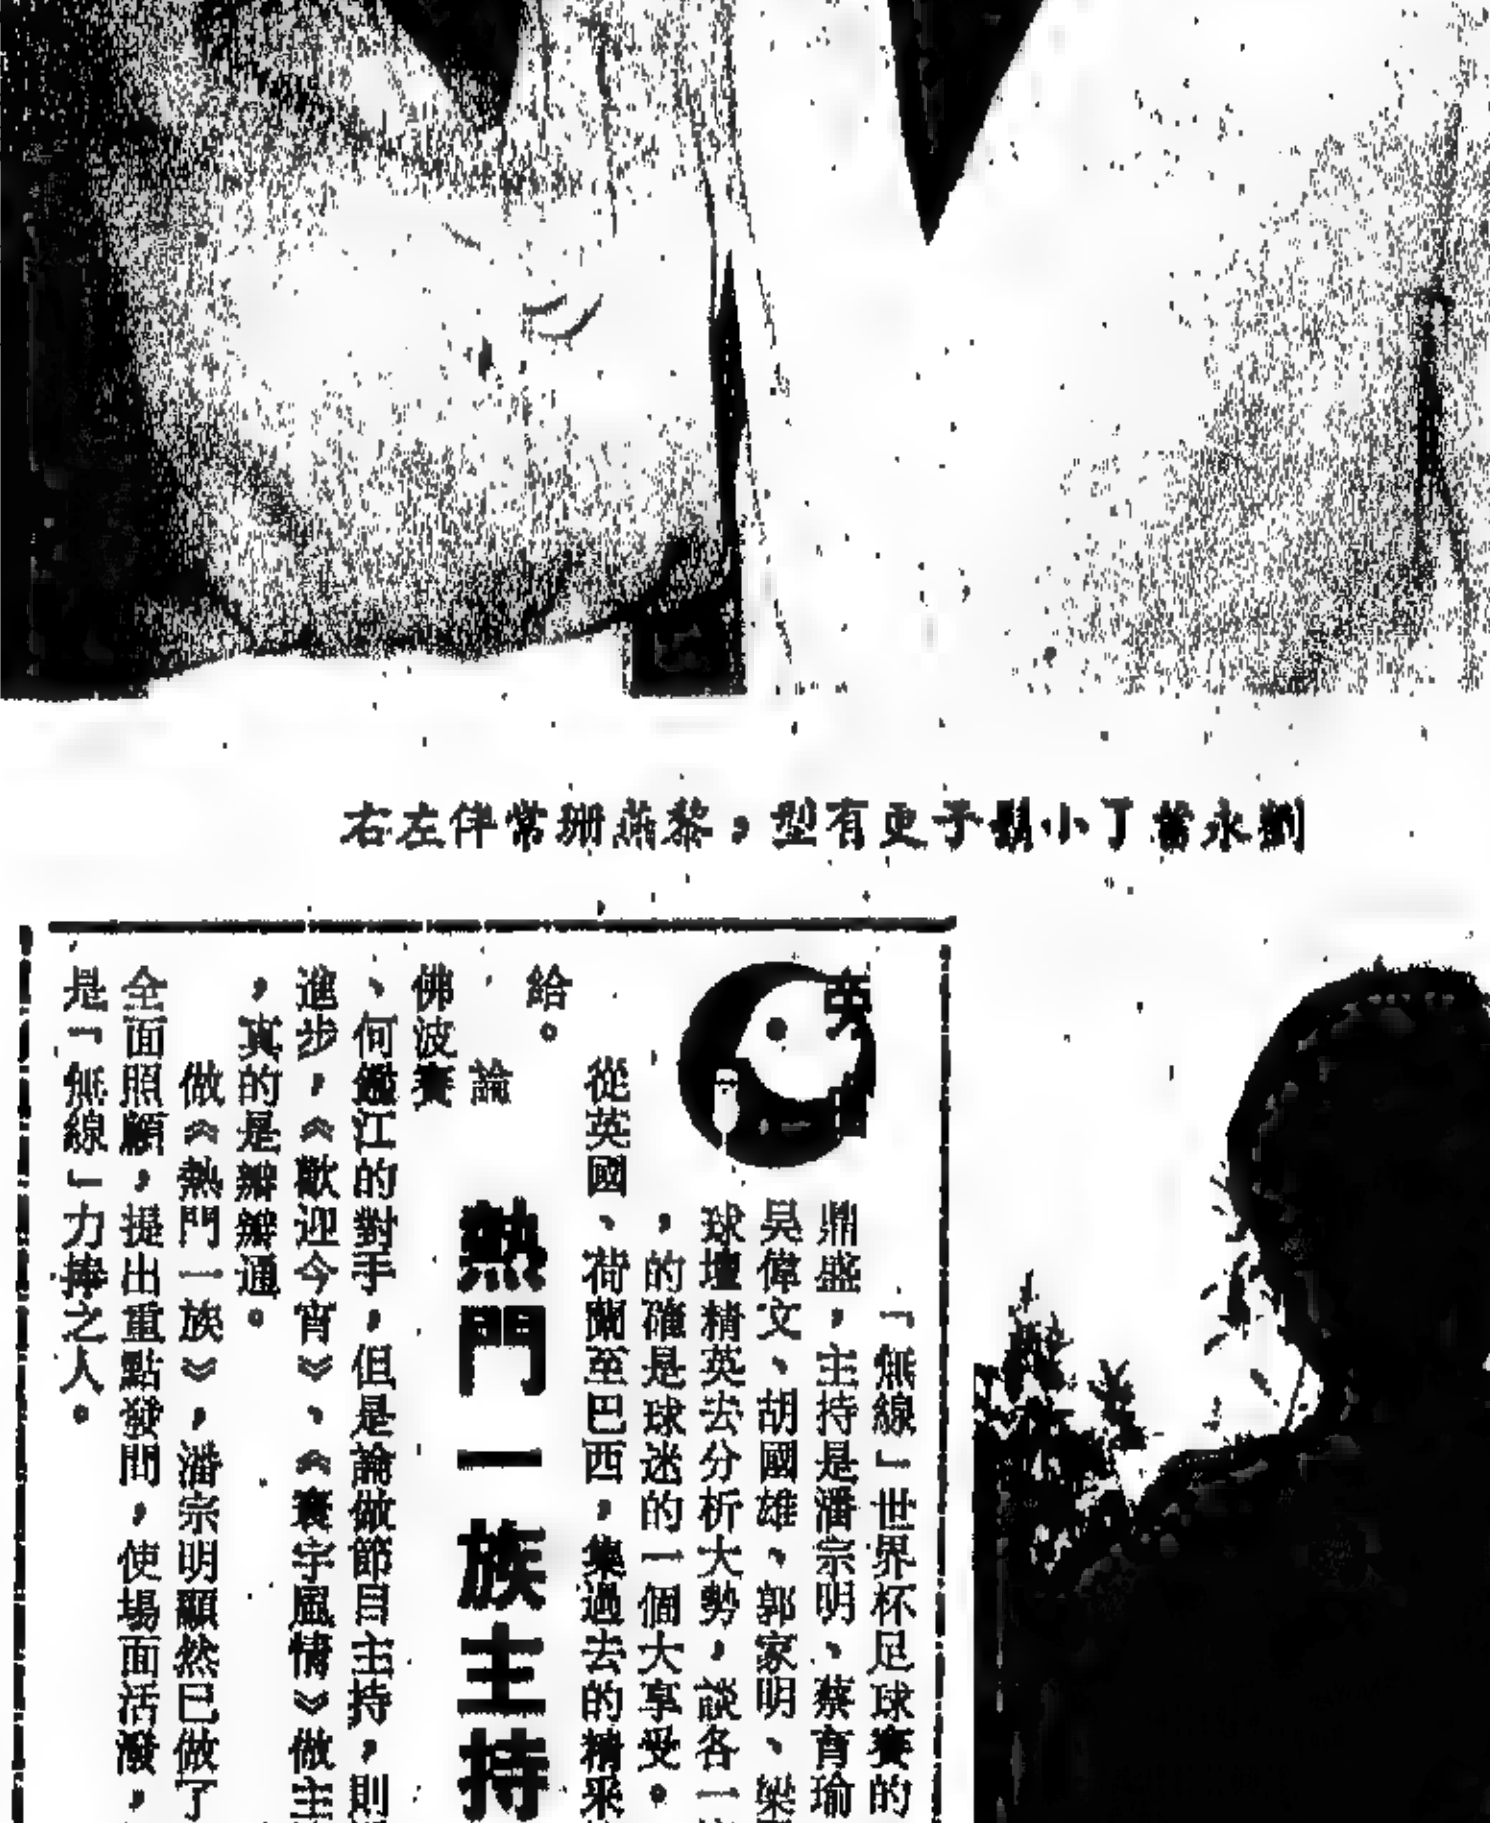 劉永當丁小鬍子更有型，黎燕珊常伴左右
「無線」世界杯足球賽的
鼎盛，主持是潘宗明、蔡育瑜
吳偉文、胡國雄、郭家明、梁
球壇精英去分析大勢，談各一
，的確是球迷的一個大享受。
從英國、荷蘭至巴西，集過去的精采
給。
熱門一族主持
論
佛波賽
、何鑑江的對手，但是論做節目主持，則
進步，《歡迎今宵》、《寰宇風情》做主
，真的是瓣瓣通。
做《熱門一族》，潘宗明顯然已做了
全面照顧，提出重點發問，使場面活潑，
是「無線」力捧之人。